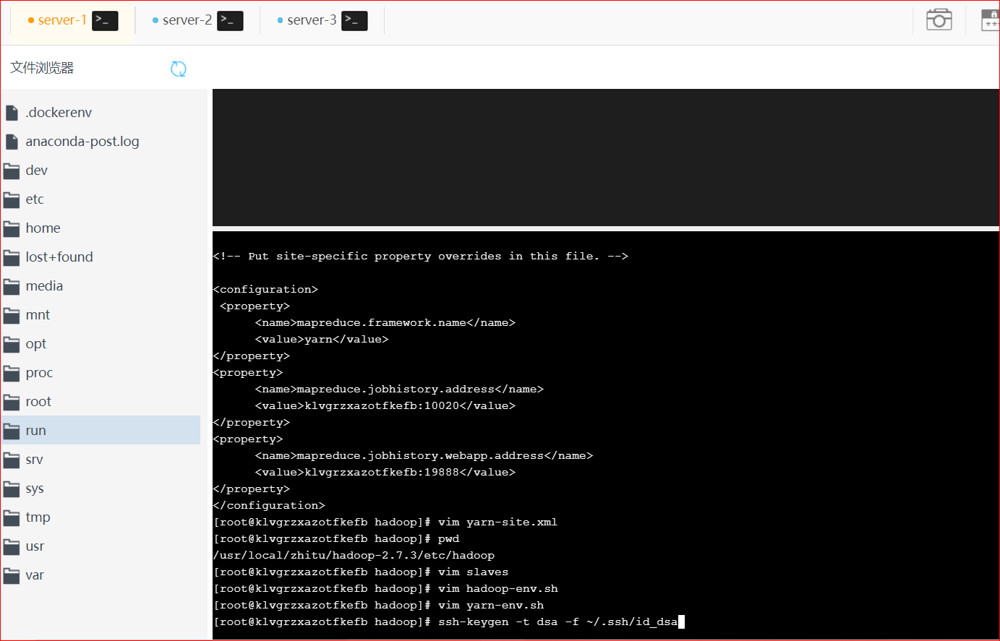 server-1 >_ server-2 >_ server-3 >_
文件浏览器
.dockerenv
anaconda-post.log
dev
etc
home
lost+found
media
mnt
opt
proc
root
run
srv
sys
tmp
usr
var
<!-- Put site-specific property overrides in this file. -->
<configuration>
<property>
<name>mapreduce.framework.name</name>
<value>yarn</value>
</property>
<property>
<name>mapreduce.jobhistory.address</name>
<value>klvgrzxazotfkefb:10020</value>
</property>
<property>
<name>mapreduce.jobhistory.webapp.address</name>
<value>klvgrzxazotfkefb:19888</value>
</property>
</configuration>
[root@klvgrzxazotfkefb hadoop]# vim yarn-site.xml
[root@klvgrzxazotfkefb hadoop]# pwd
/usr/local/zhitu/hadoop-2.7.3/etc/hadoop
[root@klvgrzxazotfkefb hadoop]# vim slaves
[root@klvgrzxazotfkefb hadoop]# vim hadoop-env.sh
[root@klvgrzxazotfkefb hadoop]# vim yarn-env.sh
[root@klvgrzxazotfkefb hadoop]# ssh-keygen -t dsa -f ~/.ssh/id_dsa